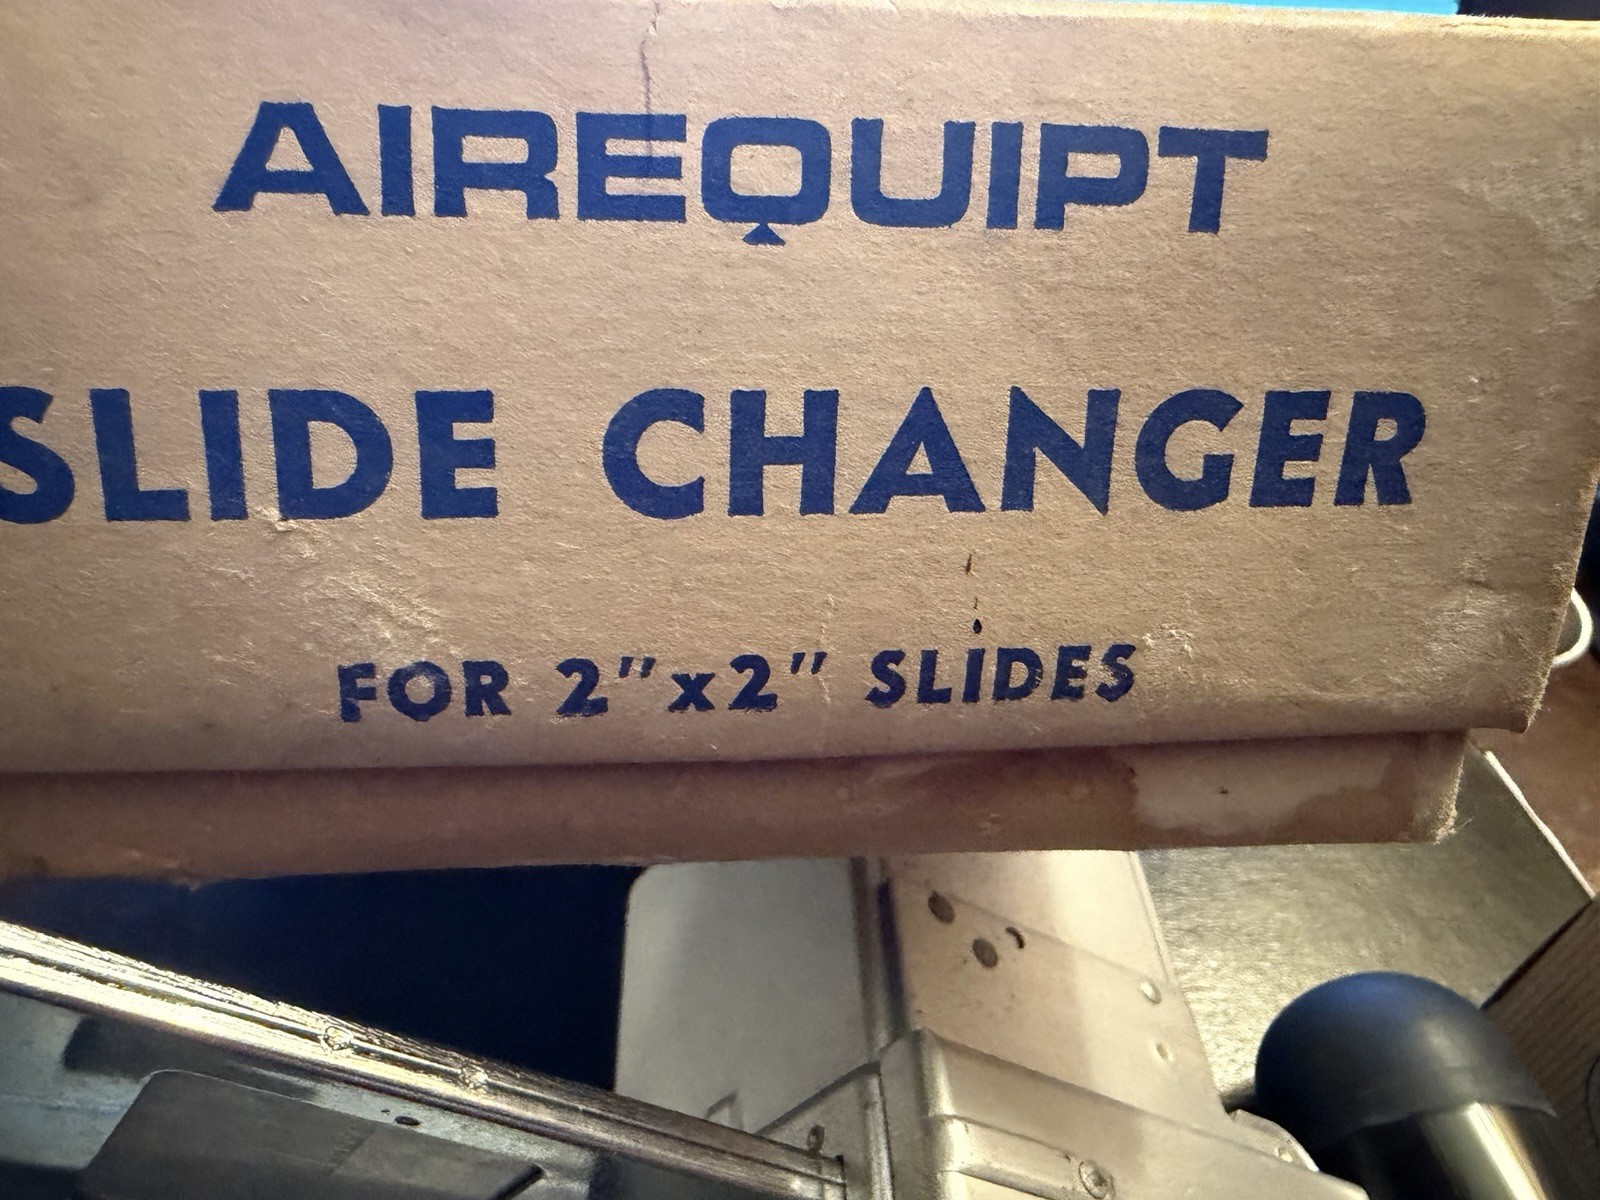 AIREQUIPT
SLIDE CHANGER
FOR 2"x2" SLIDES